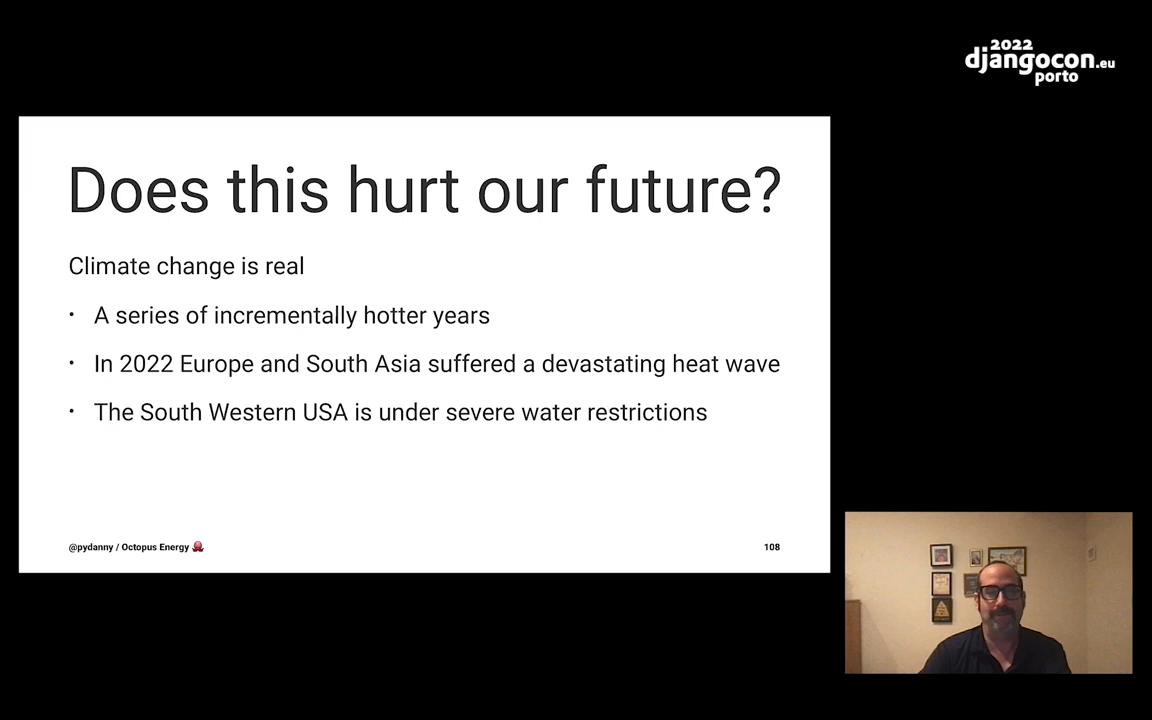 2022
djangocon.eu
porto
Does this hurt our future?
Climate change is real
• A series of incrementally hotter years
• In 2022 Europe and South Asia suffered a devastating heat wave
• The South Western USA is under severe water restrictions
@pydanny / Octopus Energy 🐙
108